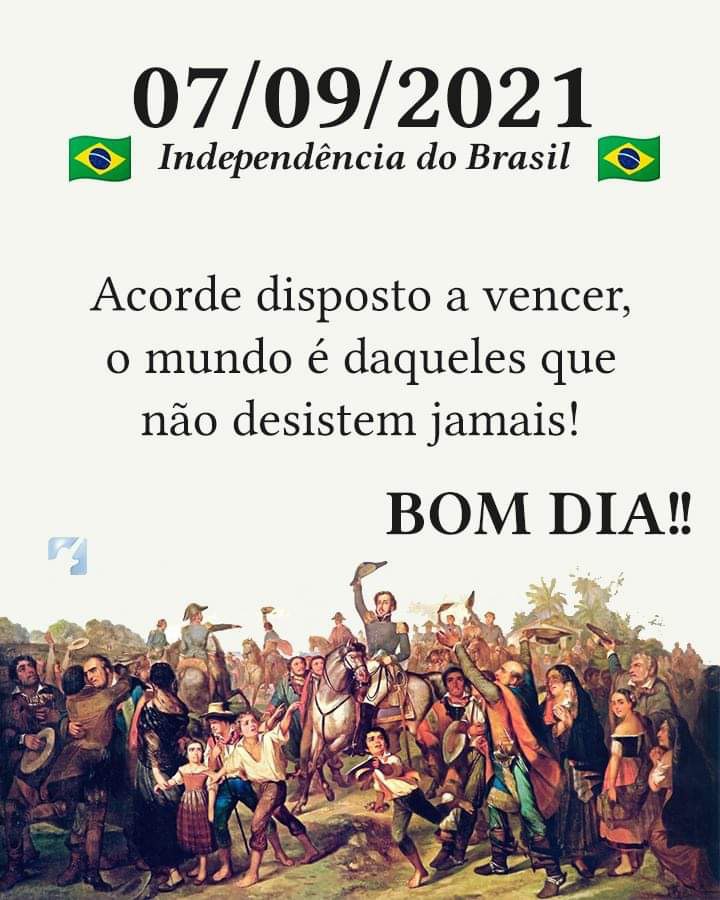 07/09/2021
Independência do Brasil
Acorde disposto a vencer,
o mundo é daqueles que
não desistem jamais!
BOM DIA!!